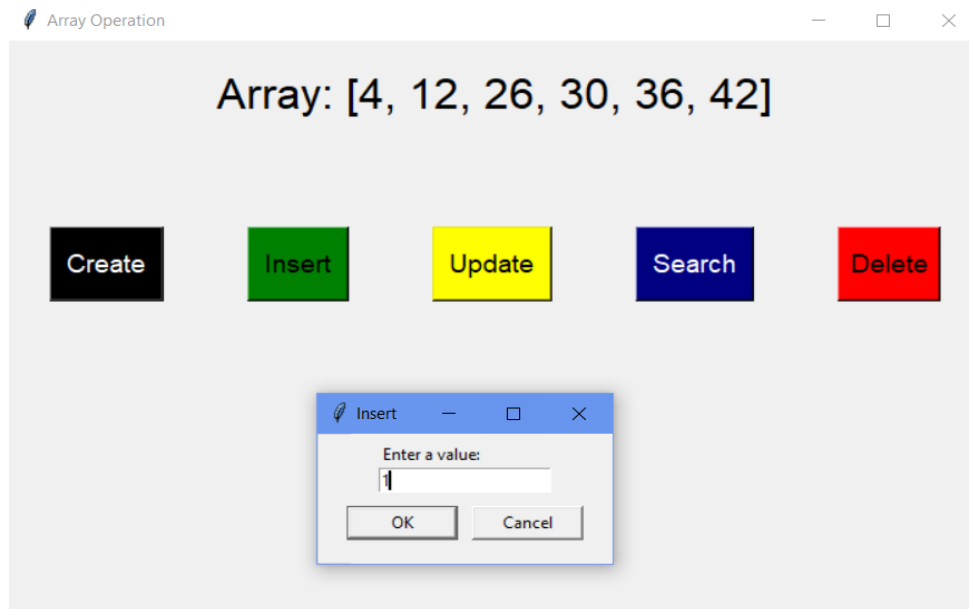 Array Operation
Array: [4, 12, 26, 30, 36, 42]
Create Insert Update Search Delete
Insert
Enter a value:
1
OK Cancel